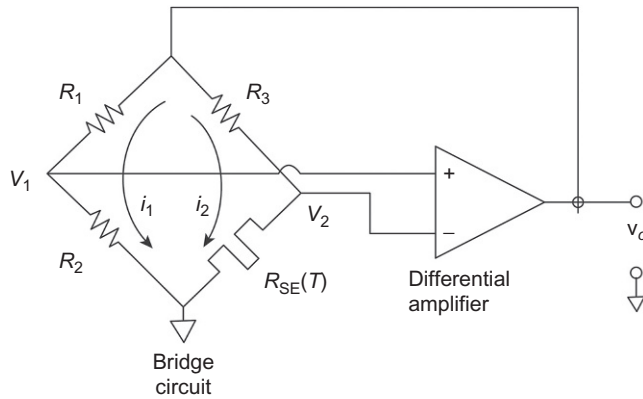 R1
R3
V1
+
i1
i2
V2
−
R2
RSE(T)
Differential
amplifier
Bridge
circuit